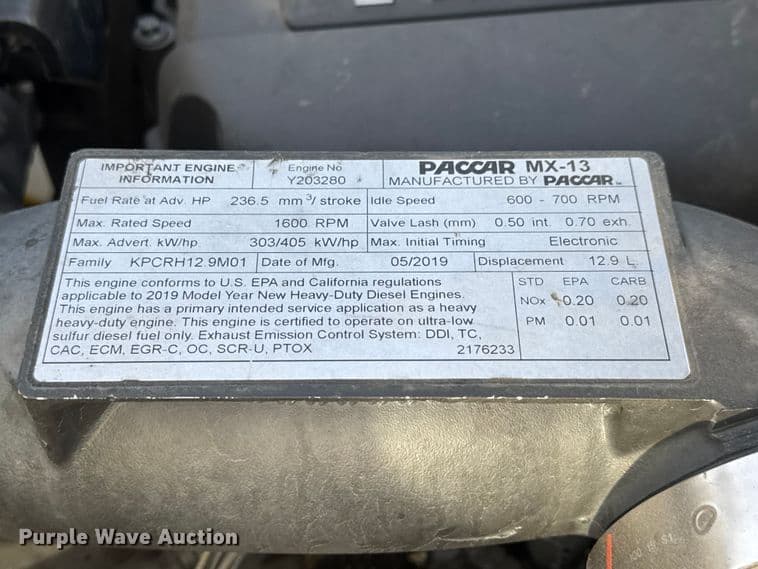 IMPORTANT ENGINE INFORMATION
Engine No. Y203280
PACCAR MX-13
MANUFACTURED BY PACCAR
Fuel Rate at Adv. HP 236.5 mm³/stroke
Idle Speed 600 - 700 RPM
Max. Rated Speed 1600 RPM
Valve Lash (mm) 0.50 int. 0.70 exh.
Max. Advert. kW/hp 303/405 kW/hp
Max. Initial Timing Electronic
Family KPCRH12.9M01
Date of Mfg. 05/2019
Displacement 12.9 L
This engine conforms to U.S. EPA and California regulations
applicable to 2019 Model Year New Heavy-Duty Diesel Engines.
This engine has a primary intended service application as a heavy
heavy-duty engine. This engine is certified to operate on ultra-low
sulfur diesel fuel only. Exhaust Emission Control System: DDI, TC,
CAC, ECM, EGR-C, OC, SCR-U, PTOX 2176233
STD EPA CARB
NOx 0.20 0.20
PM 0.01 0.01
Purple Wave Auction